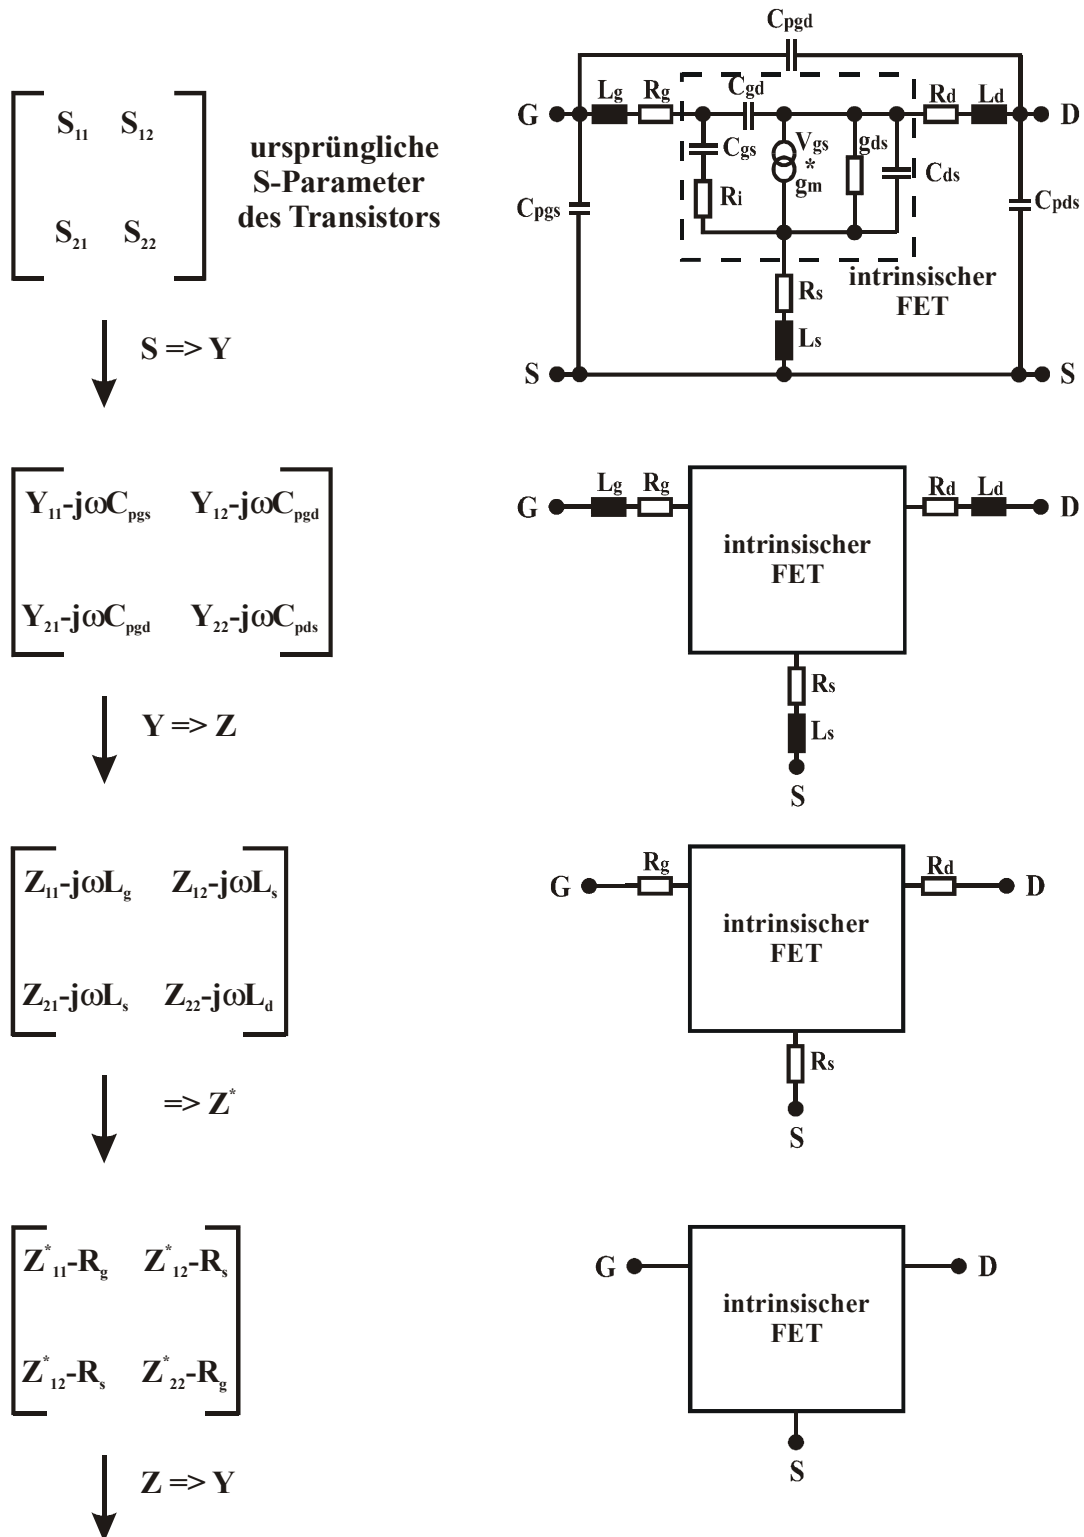 Cpgd
S11 S12
S21 S22
ursprüngliche
S-Parameter
des Transistors
G Lg Rg Cgd Rd Ld D
Cgs Vgs * gm gds Cds
Ri
Cpgs Cpds
intrinsischer
FET
Rs
Ls
S S
S => Y
Y11-jωCpgs Y12-jωCpgd
Y21-jωCpgd Y22-jωCpds
G Lg Rg Rd Ld D
intrinsischer
FET
Rs
Ls
S
Y => Z
Z11-jωLg Z12-jωLs
Z21-jωLs Z22-jωLd
G Rg Rd D
intrinsischer
FET
Rs
S
=> Z*
Z*11-Rg Z*12-Rs
Z*12-Rs Z*22-Rg
G D
intrinsischer
FET
S
Z => Y